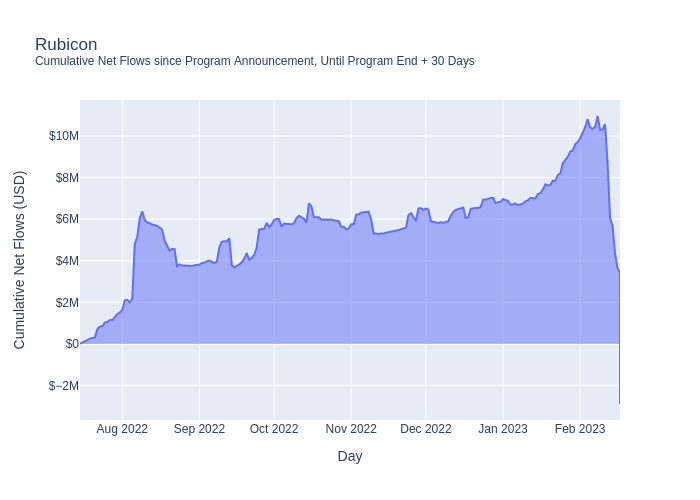 Rubicon
Cumulative Net Flows since Program Announcement, Until Program End + 30 Days
Cumulative Net Flows (USD)
$10M
$8M
$6M
$4M
$2M
$0
$−2M
Aug 2022 Sep 2022 Oct 2022 Nov 2022 Dec 2022 Jan 2023 Feb 2023
Day